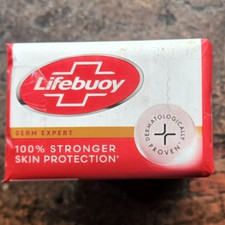 Lifebuoy
GERM EXPERT
100% STRONGER
SKIN PROTECTION*
DERMATOLOGICALLY
PROVEN